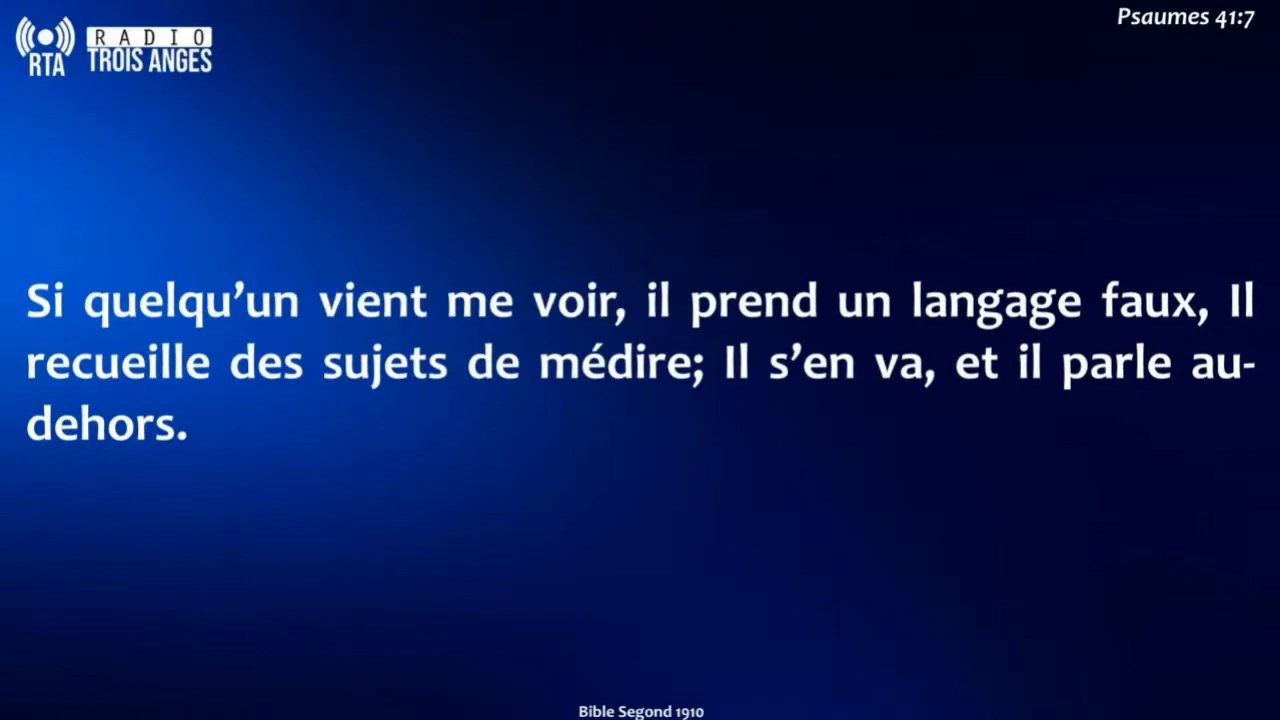 Psaumes 41:7
RADIO
RTA TROIS ANGES
Si quelqu’un vient me voir, il prend un langage faux, Il
recueille des sujets de médire; Il s’en va, et il parle au-
dehors.
Bible Segond 1910